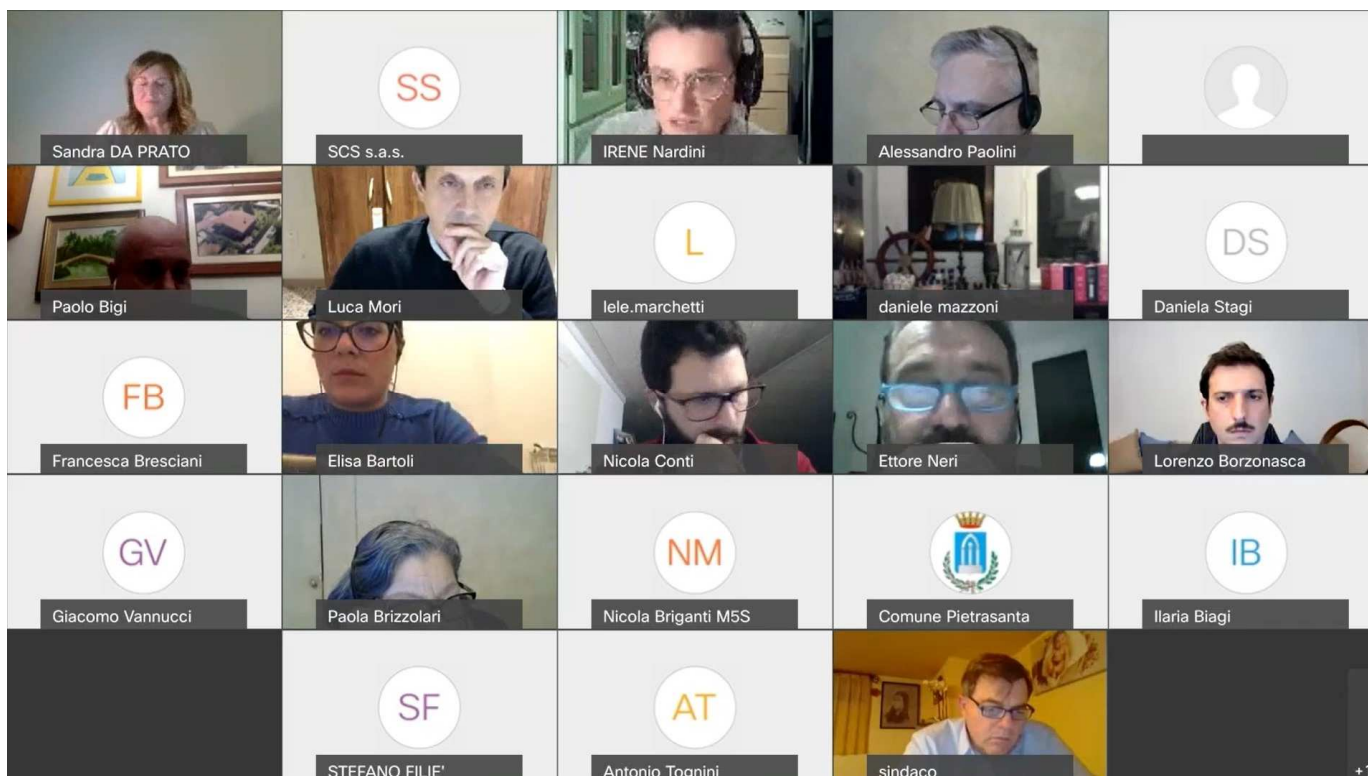 Sandra DA PRATO
SS
SCS s.a.s.
IRENE Nardini
Alessandro Paolini
Paolo Bigi
Luca Mori
L
lele.marchetti
daniele mazzoni
DS
Daniela Stagi
FB
Francesca Bresciani
Elisa Bartoli
Nicola Conti
Ettore Neri
Lorenzo Borzonasca
GV
Giacomo Vannucci
Paola Brizzolari
NM
Nicola Briganti M5S
Comune Pietrasanta
IB
Ilaria Biagi
SF
STEFANO FILIE'
AT
Antonio Tognini
sindaco